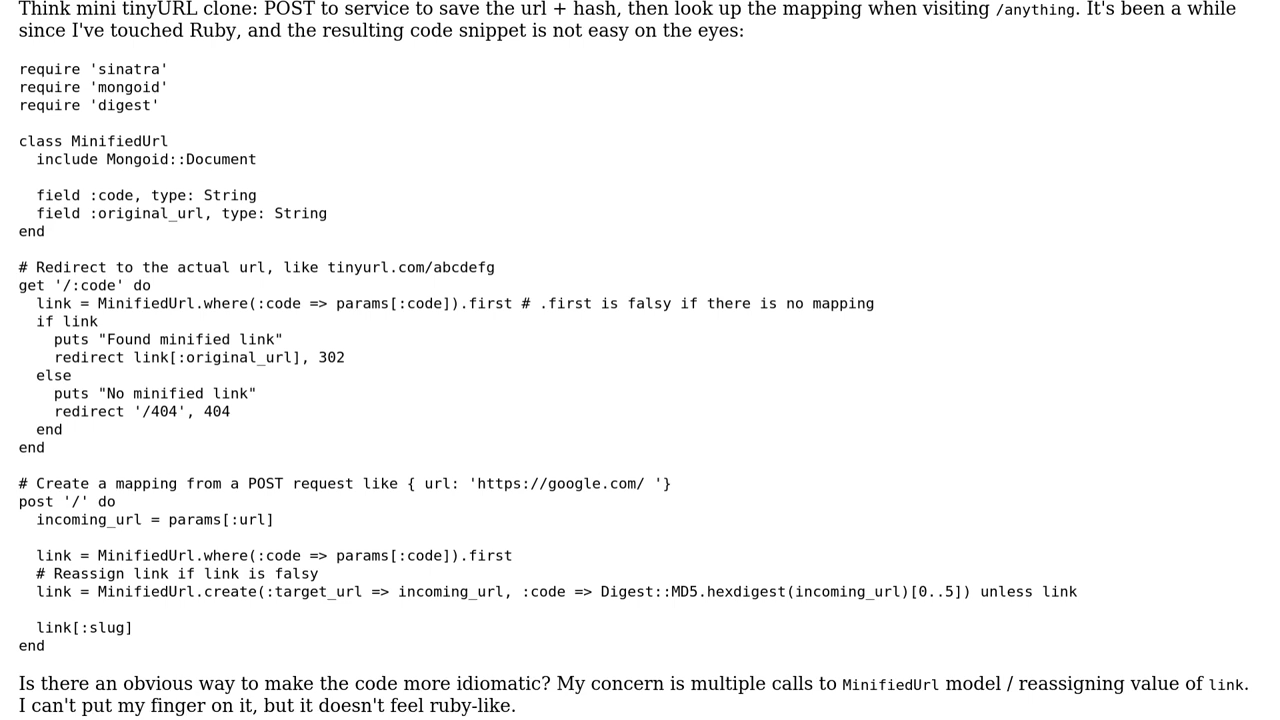 Think mini tinyURL clone: POST to service to save the url + hash, then look up the mapping when visiting /anything. It's been a while
since I've touched Ruby, and the resulting code snippet is not easy on the eyes:
require 'sinatra'
require 'mongoid'
require 'digest'
class MinifiedUrl
  include Mongoid::Document
  field :code, type: String
  field :original_url, type: String
end
# Redirect to the actual url, like tinyurl.com/abcdefg
get '/:code' do
  link = MinifiedUrl.where(:code => params[:code]).first # .first is falsy if there is no mapping
  if link
    puts "Found minified link"
    redirect link[:original_url], 302
  else
    puts "No minified link"
    redirect '/404', 404
  end
end
# Create a mapping from a POST request like { url: 'https://google.com/ '}
post '/' do
  incoming_url = params[:url]
  link = MinifiedUrl.where(:code => params[:code]).first
  # Reassign link if link is falsy
  link = MinifiedUrl.create(:target_url => incoming_url, :code => Digest::MD5.hexdigest(incoming_url)[0..5]) unless link
  link[:slug]
end
Is there an obvious way to make the code more idiomatic? My concern is multiple calls to MinifiedUrl model / reassigning value of link.
I can't put my finger on it, but it doesn't feel ruby-like.